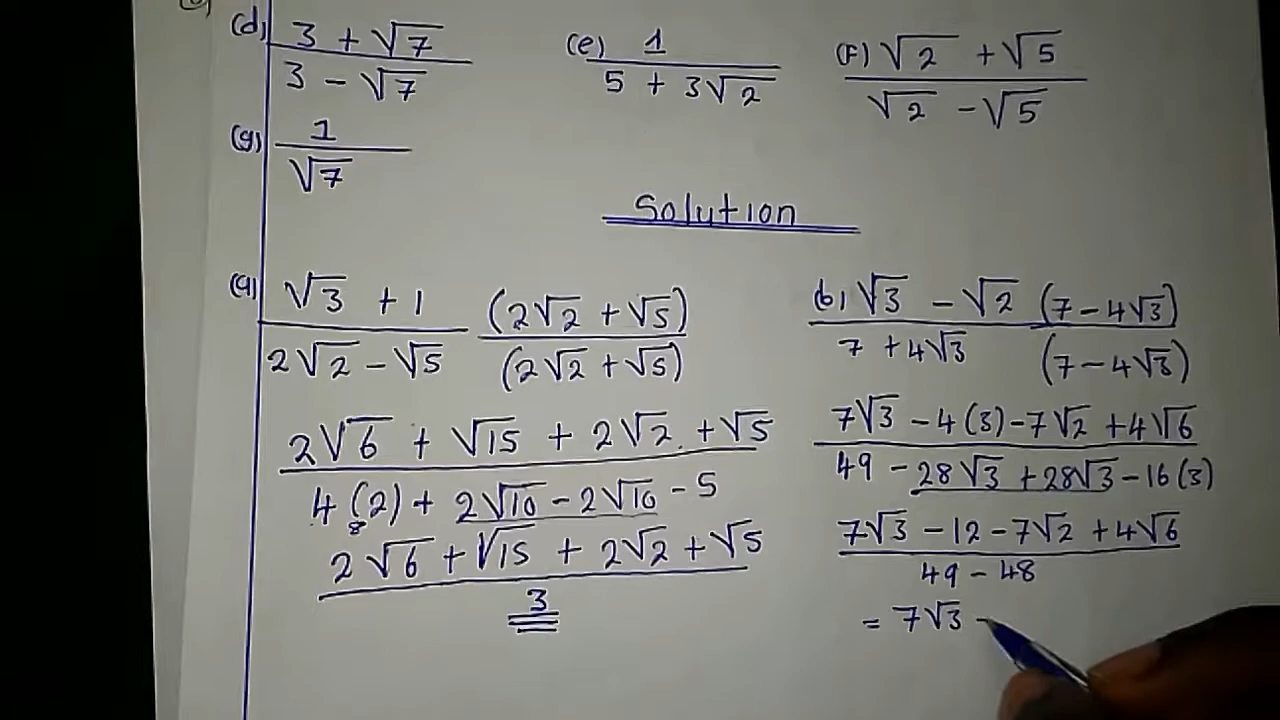 (d) (3 + √7)/(3 - √7) (e) 1/(5 + 3√2) (F) (√2 + √5)/(√2 - √5)
(g) 1/√7
Solution
(a) (√3 + 1)/(2√2 - √5) (2√2 + √5)/(2√2 + √5)
(2√6 + √15 + 2√2 + √5)/(4(2) + 2√10 - 2√10 - 5)
8
(2√6 + √15 + 2√2 + √5)/3
(b) (√3 - √2)/(7 + 4√3) (7 - 4√3)/(7 - 4√3)
(7√3 - 4(3) - 7√2 + 4√6)/(49 - 28√3 + 28√3 - 16(3))
(7√3 - 12 - 7√2 + 4√6)/(49 - 48)
= 7√3 -